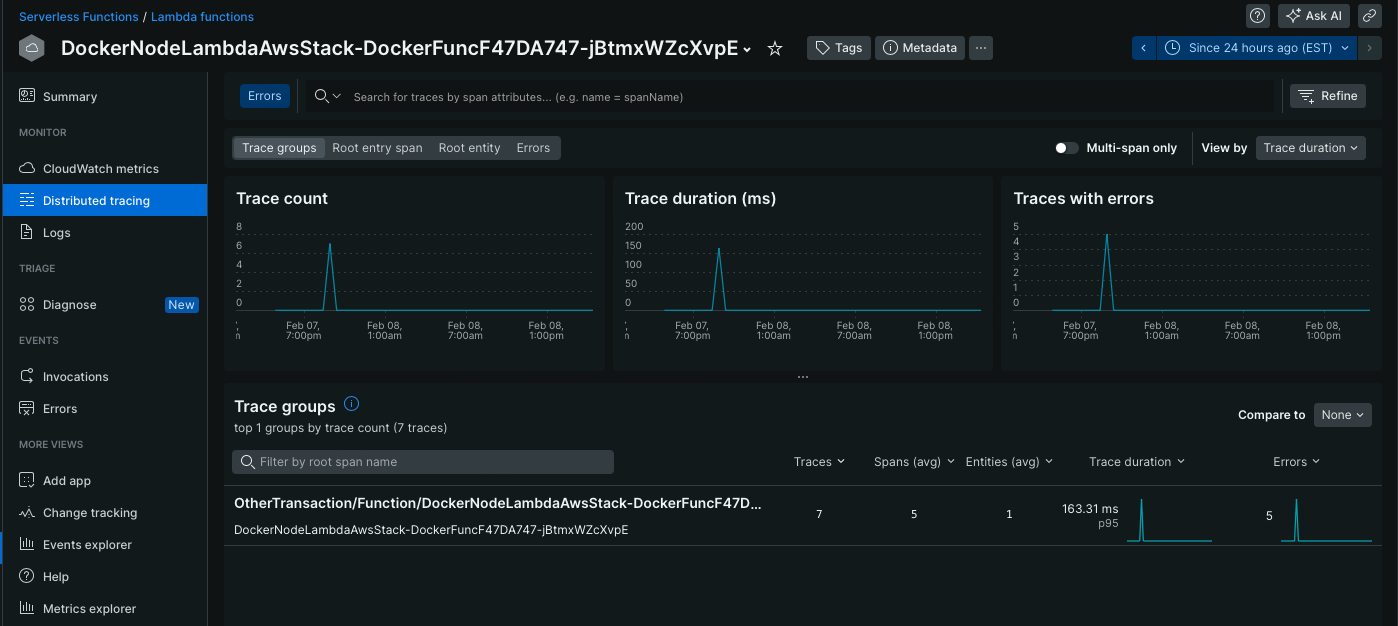 Serverless Functions / Lambda functions
Ask AI
DockerNodeLambdaAwsStack-DockerFuncF47DA747-jBtmxWZcXvpE
Tags
Metadata
...
Since 24 hours ago (EST)
Summary
MONITOR
CloudWatch metrics
Distributed tracing
Logs
TRIAGE
Diagnose New
EVENTS
Invocations
Errors
MORE VIEWS
Add app
Change tracking
Events explorer
Help
Metrics explorer
Errors
Search for traces by span attributes... (e.g. name = spanName)
Refine
Trace groups Root entry span Root entity Errors
Multi-span only
View by Trace duration
Trace count
8
6
4
2
0
Feb 07, 7:00pm
Feb 08, 1:00am
Feb 08, 7:00am
Feb 08, 1:00pm
Trace duration (ms)
200
150
100
50
0
Feb 07, 7:00pm
Feb 08, 1:00am
Feb 08, 7:00am
Feb 08, 1:00pm
Traces with errors
5
4
3
2
1
0
Feb 07, 7:00pm
Feb 08, 1:00am
Feb 08, 7:00am
Feb 08, 1:00pm
...
Trace groups
top 1 groups by trace count (7 traces)
Compare to None
Filter by root span name
Traces Spans (avg) Entities (avg) Trace duration Errors
OtherTransaction/Function/DockerNodeLambdaAwsStack-DockerFuncF47D...
DockerNodeLambdaAwsStack-DockerFuncF47DA747-jBtmxWZcXvpE
7 5 1 163.31 ms p95 5